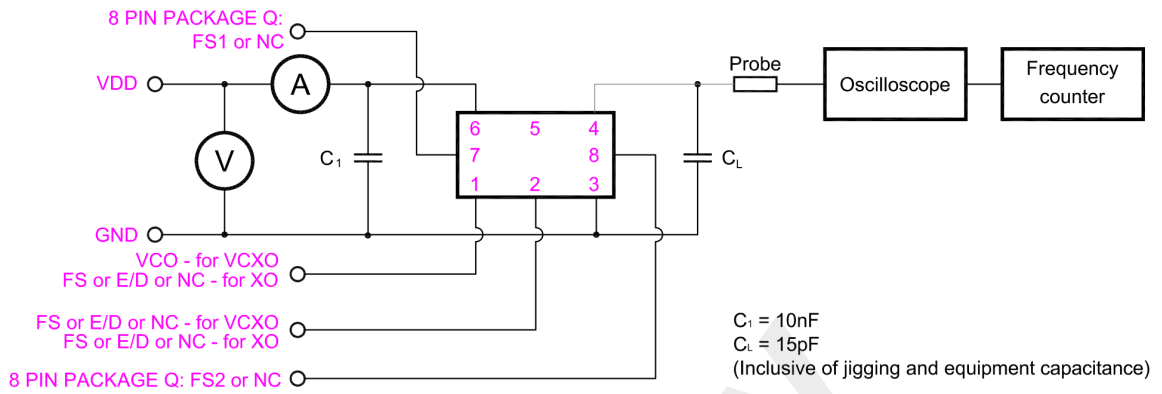 8 PIN PACKAGE Q:
FS1 or NC
VDD
A
V
C1
6 5 4
7 8
1 2 3
Probe
Oscilloscope
Frequency
counter
CL
GND
VCO - for VCXO
FS or E/D or NC - for XO
FS or E/D or NC - for VCXO
FS or E/D or NC - for XO
8 PIN PACKAGE Q: FS2 or NC
C1 = 10nF
CL = 15pF
(Inclusive of jigging and equipment capacitance)